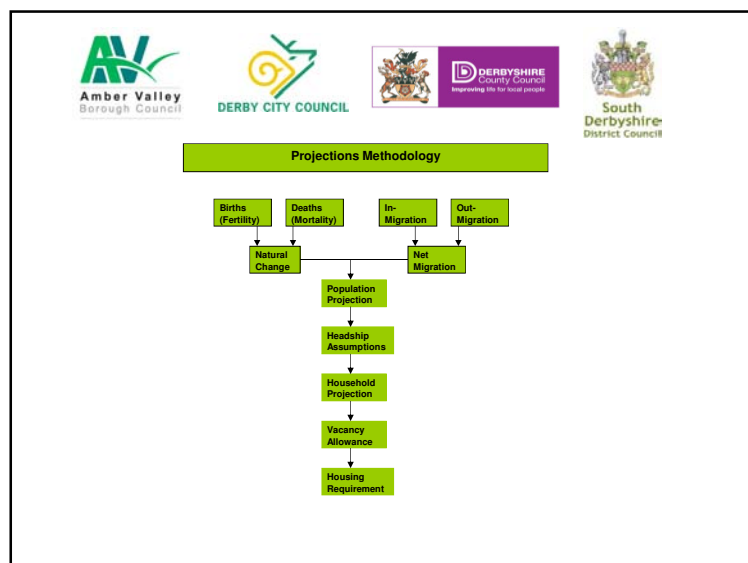 Amber Valley
Borough Council
DERBY CITY COUNCIL
DERBYSHIRE
County Council
Improving life for local people
South
Derbyshire
District Council
Projections Methodology
Births
(Fertility)
Deaths
(Mortality)
In-
Migration
Out-
Migration
Natural
Change
Net
Migration
Population
Projection
Headship
Assumptions
Household
Projection
Vacancy
Allowance
Housing
Requirement